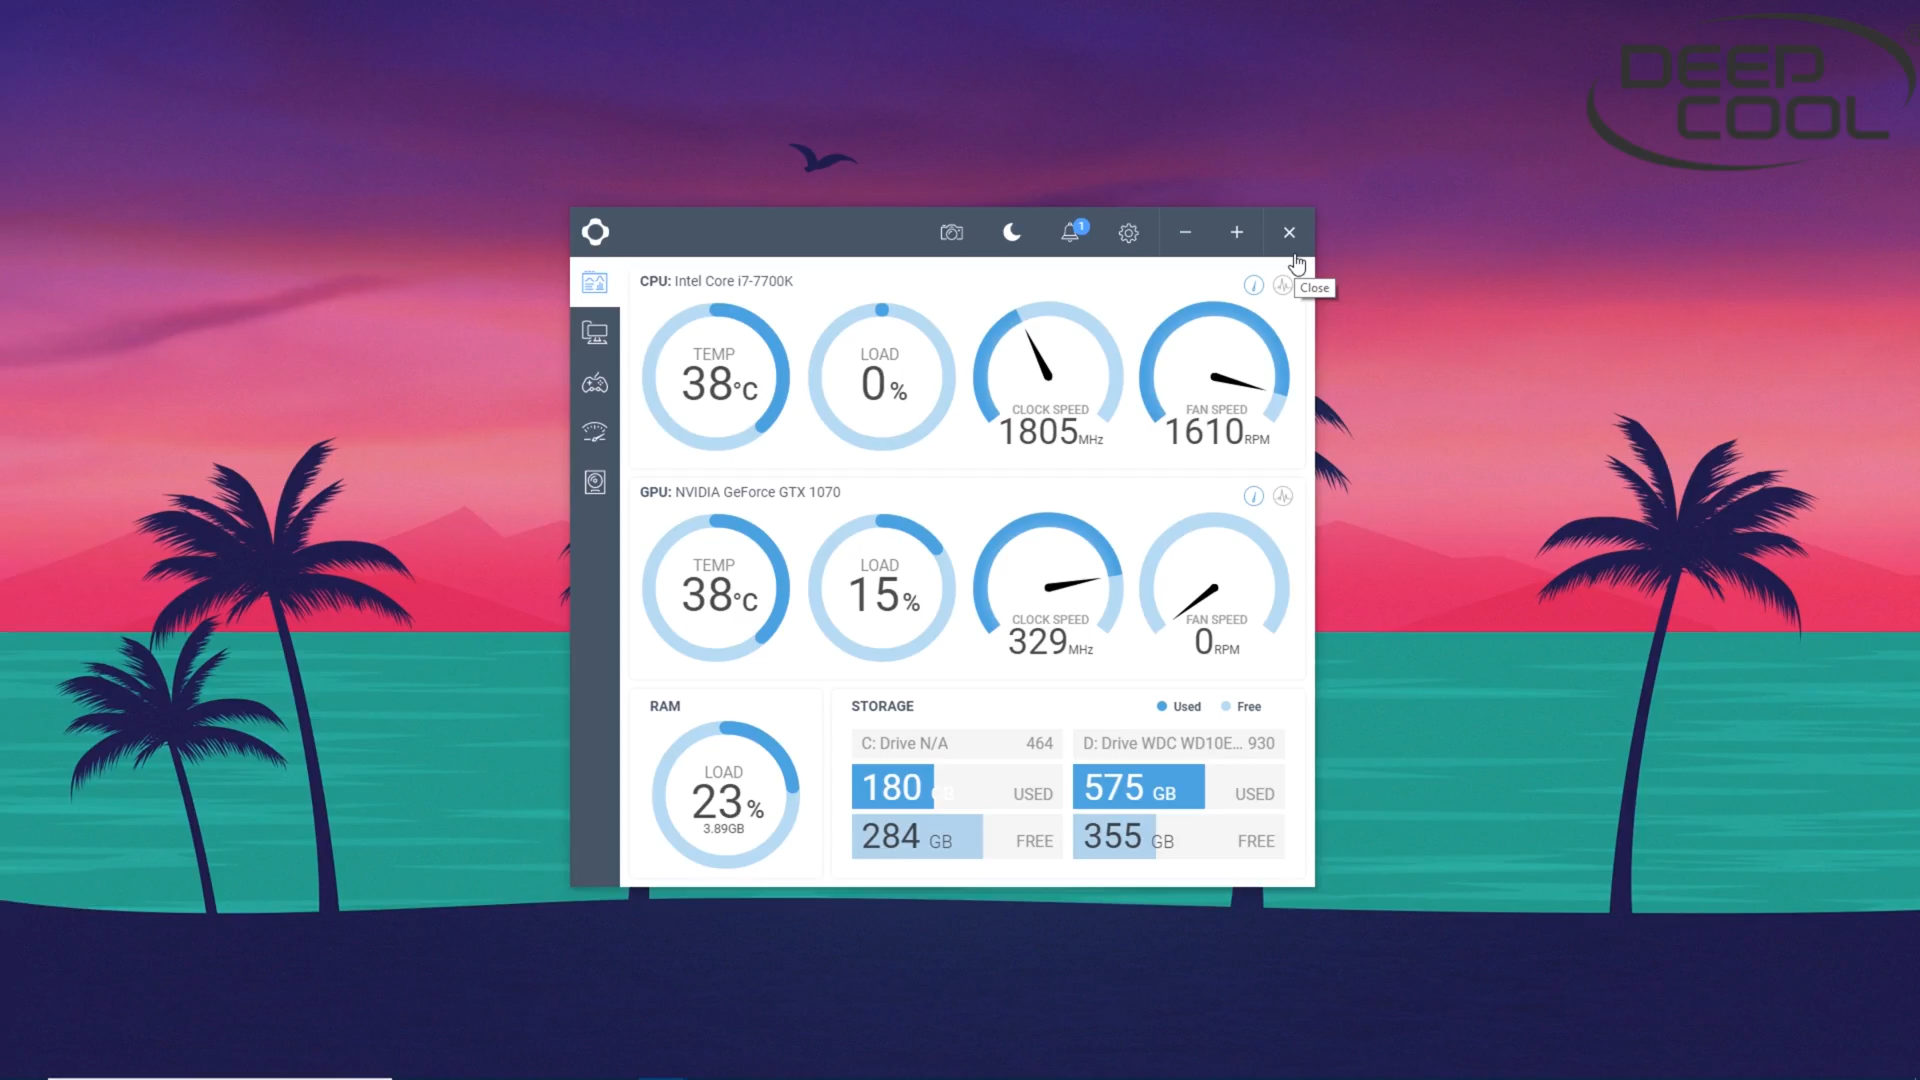 DEEP
COOL
1
CPU: Intel Core i7-7700K
Close
TEMP
38°C
LOAD
0%
CLOCK SPEED
1805MHz
FAN SPEED
1610RPM
GPU: NVIDIA GeForce GTX 1070
TEMP
38°C
LOAD
15%
CLOCK SPEED
329MHz
FAN SPEED
0RPM
RAM
LOAD
23%
3.89GB
STORAGE
Used
Free
C: Drive N/A 464
180 GB USED
284 GB FREE
D: Drive WDC WD10E... 930
575 GB USED
355 GB FREE